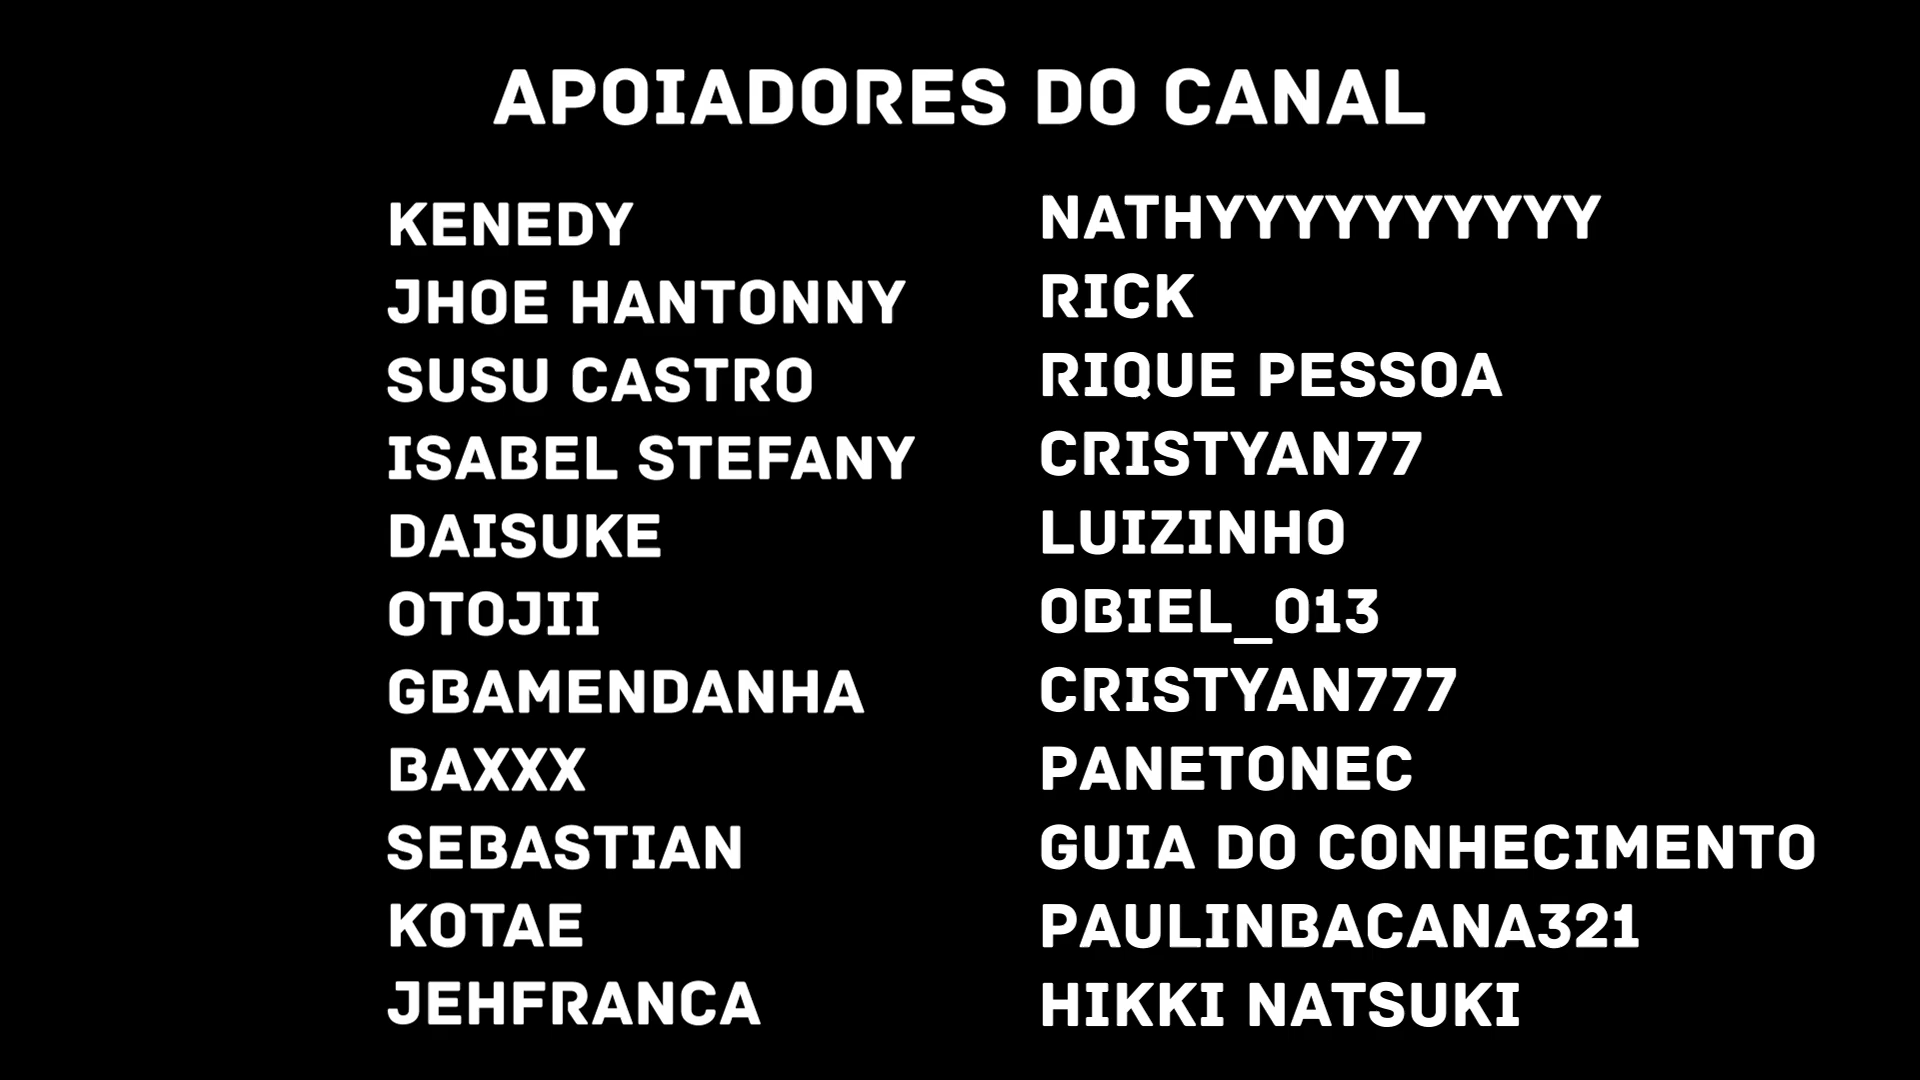 APOIADORES DO CANAL
KENEDY
JHOE HANTONNY
SUSU CASTRO
ISABEL STEFANY
DAISUKE
OTOJII
GBAMENDANHA
BAXXX
SEBASTIAN
KOTAE
JEHFRANCA
NATHYYYYYYYYYY
RICK
RIQUE PESSOA
CRISTYAN77
LUIZINHO
OBIEL_013
CRISTYAN777
PANETONEC
GUIA DO CONHECIMENTO
PAULINBACANA321
HIKKI NATSUKI